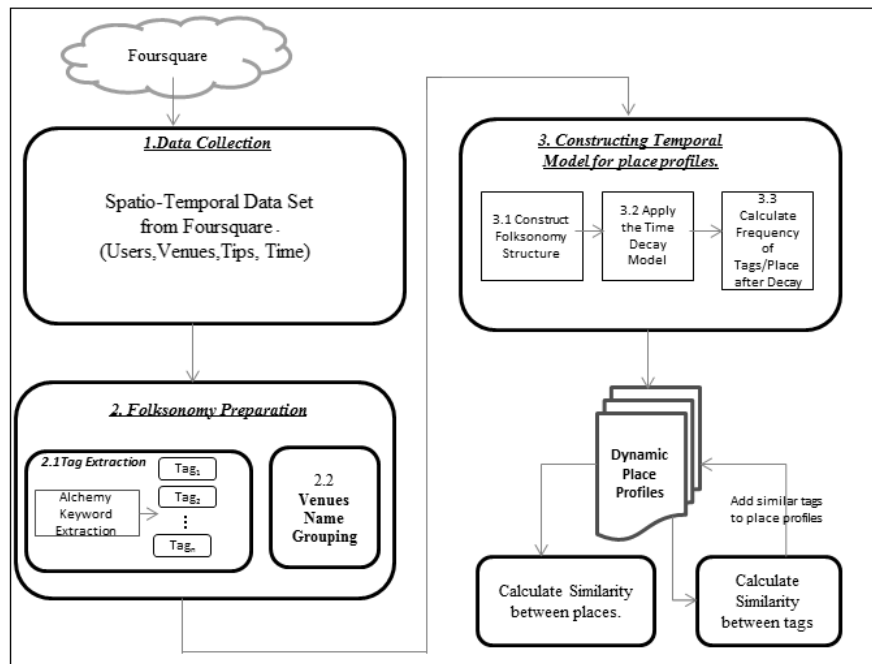 Foursquare
1.Data Collection
Spatio-Temporal Data Set
from Foursquare.
(Users,Venues,Tips, Time)
2. Folksonomy Preparation
2.1Tag Extraction
Alchemy
Keyword
Extraction
Tag₁
Tag₂
⋮
Tagₙ
2.2
Venues
Name
Grouping
3. Constructing Temporal
Model for place profiles.
3.1 Construct
Folksonomy
Structure
3.2 Apply
the Time
Decay
Model
3.3
Calculate
Frequency
of
Tags/Place
after Decay
Dynamic
Place
Profiles
Add similar tags
to place profiles
Calculate Similarity
between places.
Calculate
Similarity
between tags